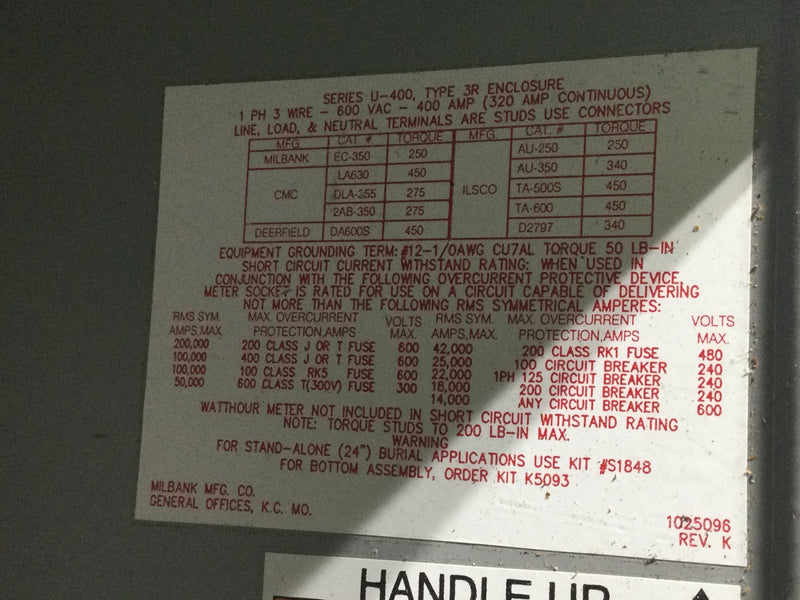 SERIES U-400, TYPE 3R ENCLOSURE
1 PH 3 WIRE - 600 VAC - 400 AMP (320 AMP CONTINUOUS)
LINE, LOAD, & NEUTRAL TERMINALS ARE STUDS USE CONNECTORS
MFG. CAT. # TORQUE MFG. CAT. # TORQUE
MILBANK EC-350 250 ILSCO AU-250 250
CMC LA630 450 AU-350 340
DLA-355 275 TA-500S 450
2AB-350 275 TA-600 450
DEERFIELD DA600S 450 D2797 340
EQUIPMENT GROUNDING TERM: #12-1/0AWG CU7AL TORQUE 50 LB-IN
SHORT CIRCUIT CURRENT WITHSTAND RATING: WHEN USED IN
CONJUNCTION WITH THE FOLLOWING OVERCURRENT PROTECTIVE DEVICE
METER SOCKET IS RATED FOR USE ON A CIRCUIT CAPABLE OF DELIVERING
NOT MORE THAN THE FOLLOWING RMS SYMMETRICAL AMPERES:
RMS SYM. MAX. OVERCURRENT VOLTS RMS SYM. MAX. OVERCURRENT VOLTS
AMPS,MAX. PROTECTION,AMPS MAX. AMPS,MAX. PROTECTION,AMPS MAX.
200,000 200 CLASS J OR T FUSE 600 42,000 200 CLASS RK1 FUSE 480
100,000 400 CLASS J OR T FUSE 600 25,000 100 CIRCUIT BREAKER 240
100,000 100 CLASS RK5 FUSE 600 22,000 1PH 125 CIRCUIT BREAKER 240
50,000 600 CLASS T(300V) FUSE 300 18,000 200 CIRCUIT BREAKER 240
14,000 ANY CIRCUIT BREAKER 600
WATTHOUR METER NOT INCLUDED IN SHORT CIRCUIT WITHSTAND RATING
NOTE: TORQUE STUDS TO 200 LB-IN MAX.
WARNING
FOR STAND-ALONE (24") BURIAL APPLICATIONS USE KIT #S1848
FOR BOTTOM ASSEMBLY, ORDER KIT K5093
MILBANK MFG. CO.
GENERAL OFFICES, K.C. MO.
1025096
REV. K
HANDLE UP